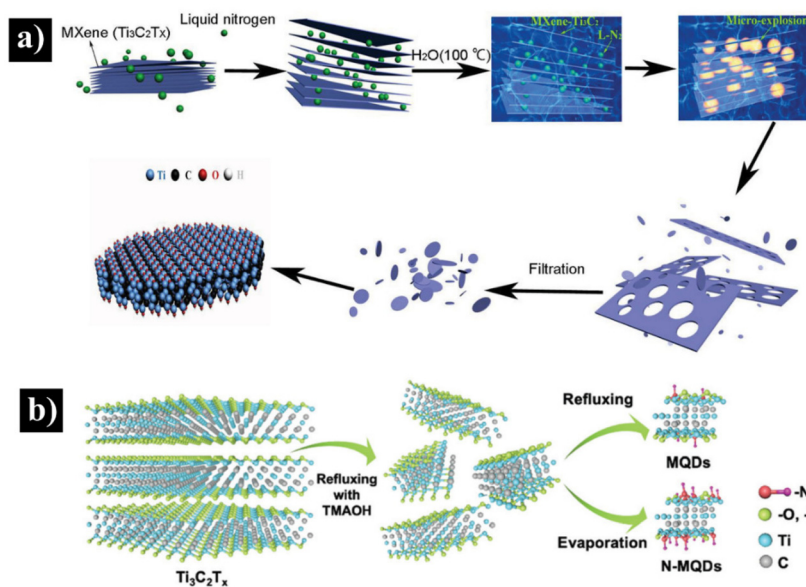 a)
MXene (Ti₃C₂Tx)
Liquid nitrogen
H₂O(100 ℃)
MXene-Ti₃C₂
L-N₂
Micro-explosion
Ti C O H
Filtration
b)
Refluxing
with
TMAOH
Ti₃C₂Tₓ
Refluxing
MQDs
Evaporation
N-MQDs
-N
-O, -
Ti
C